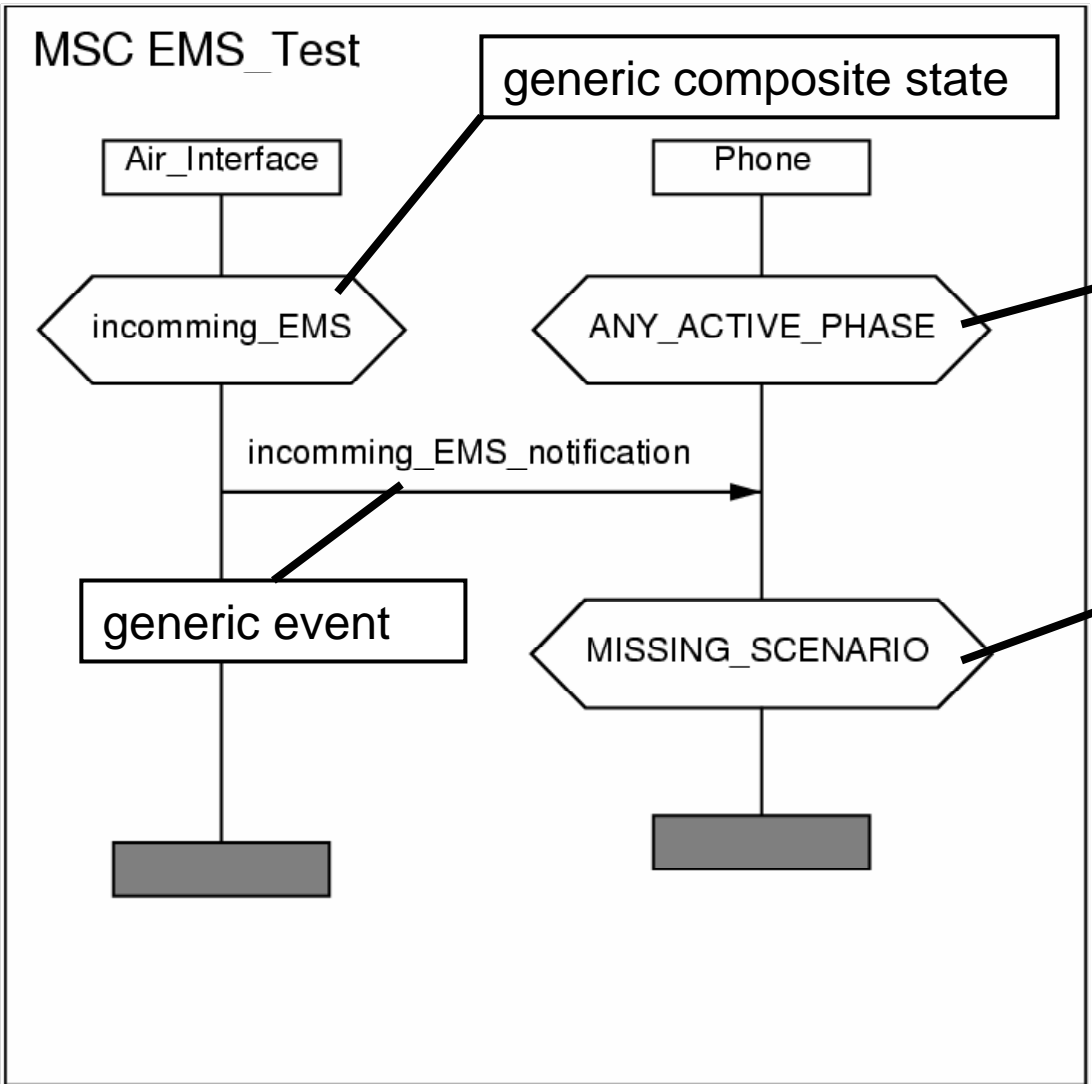 MSC EMS_Test
generic composite state
Air_Interface
Phone
incomming_EMS
ANY_ACTIVE_PHASE
incomming_EMS_notification
generic event
MISSING_SCENARIO